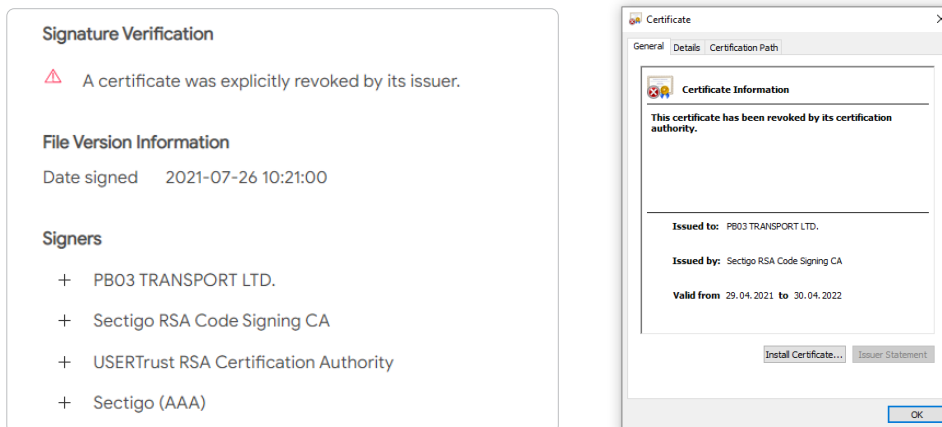 Signature Verification
A certificate was explicitly revoked by its issuer.
File Version Information
Date signed 2021-07-26 10:21:00
Signers
+ PB03 TRANSPORT LTD.
+ Sectigo RSA Code Signing CA
+ USERTrust RSA Certification Authority
+ Sectigo (AAA)
Certificate
General Details Certification Path
Certificate Information
This certificate has been revoked by its certification
authority.
Issued to: PB03 TRANSPORT LTD.
Issued by: Sectigo RSA Code Signing CA
Valid from 29.04.2021 to 30.04.2022
Install Certificate... Issuer Statement
OK